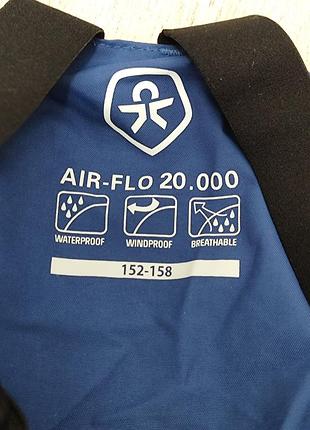 AIR-FLO 20.000
WATERPROOF WINDPROOF BREATHABLE
152-158